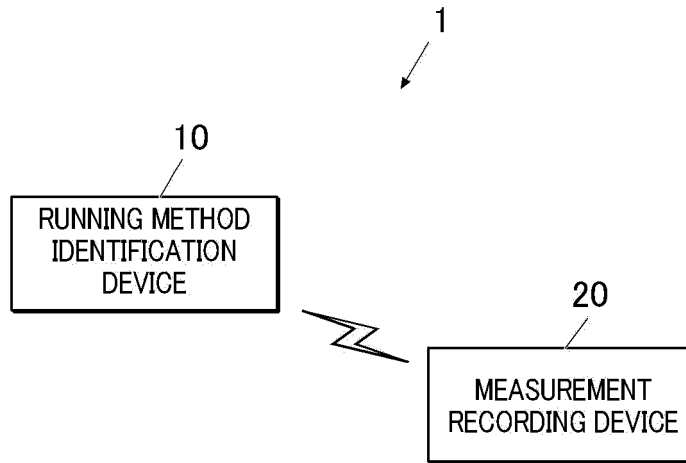 1
10
RUNNING METHOD
IDENTIFICATION
DEVICE
20
MEASUREMENT
RECORDING DEVICE